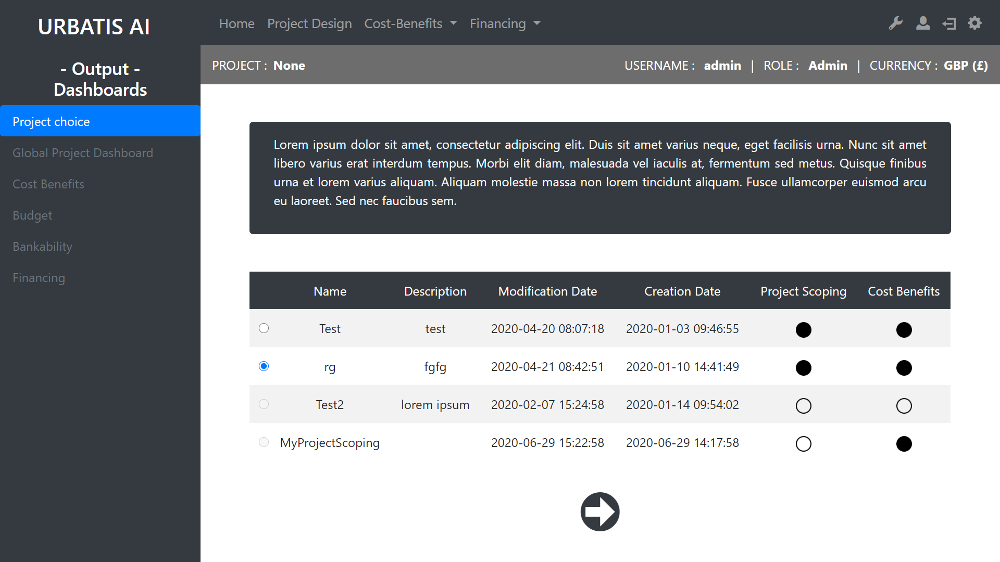 URBATIS AI
Home Project Design Cost-Benefits Financing
- Output -
Dashboards
Project choice
Global Project Dashboard
Cost Benefits
Budget
Bankability
Financing
PROJECT : None
USERNAME : admin | ROLE : Admin | CURRENCY : GBP (£)
Lorem ipsum dolor sit amet, consectetur adipiscing elit. Duis sit amet varius neque, eget facilisis urna. Nunc sit amet
libero varius erat interdum tempus. Morbi elit diam, malesuada vel iaculis at, fermentum sed metus. Quisque finibus
urna et lorem varius aliquam. Aliquam molestie massa non lorem tincidunt aliquam. Fusce ullamcorper euismod arcu
eu laoreet. Sed nec faucibus sem.
Name Description Modification Date Creation Date Project Scoping Cost Benefits
Test test 2020-04-20 08:07:18 2020-01-03 09:46:55
rg fgfg 2020-04-21 08:42:51 2020-01-10 14:41:49
Test2 lorem ipsum 2020-02-07 15:24:58 2020-01-14 09:54:02
MyProjectScoping 2020-06-29 15:22:58 2020-06-29 14:17:58